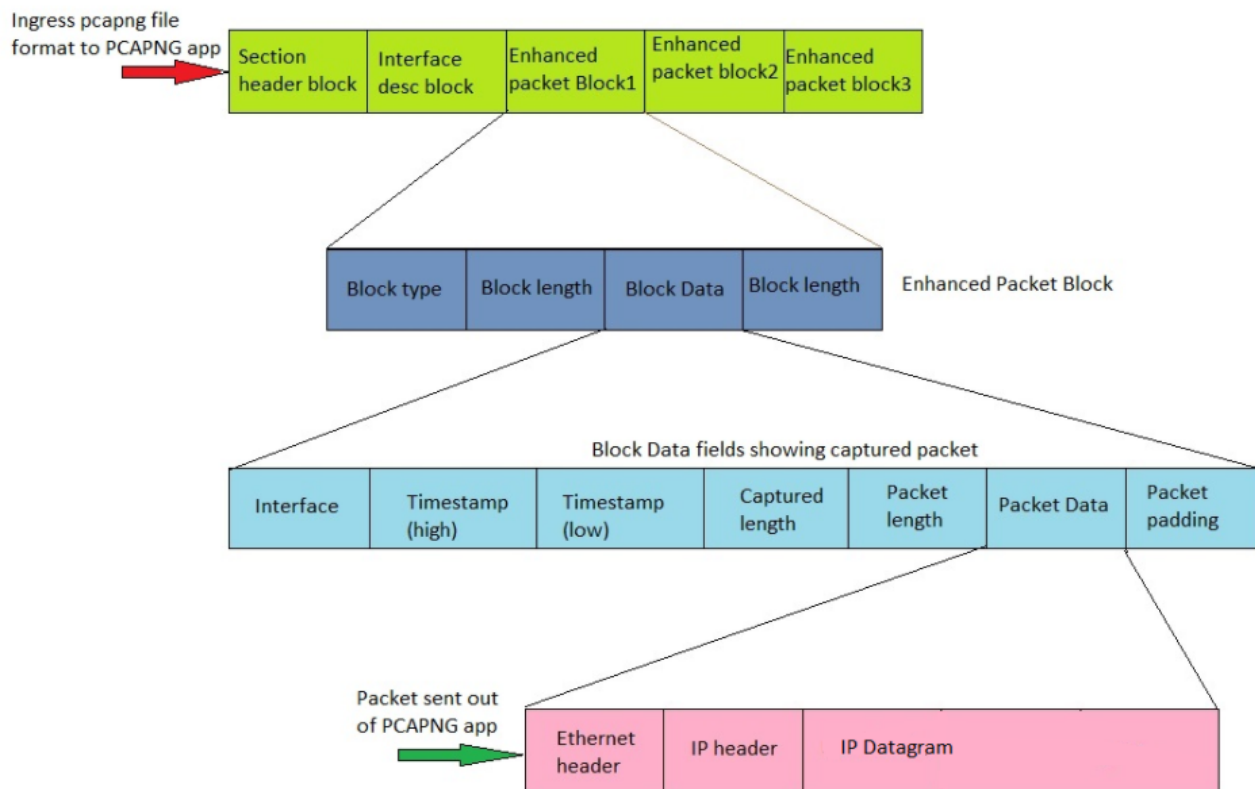 Ingress pcapng file
format to PCAPNG app
Section
header block
Interface
desc block
Enhanced
packet Block1
Enhanced
packet block2
Enhanced
packet block3
Block type
Block length
Block Data
Block length
Enhanced Packet Block
Block Data fields showing captured packet
Interface
Timestamp
(high)
Timestamp
(low)
Captured
length
Packet
length
Packet Data
Packet
padding
Packet sent out
of PCAPNG app
Ethernet
header
IP header
IP Datagram